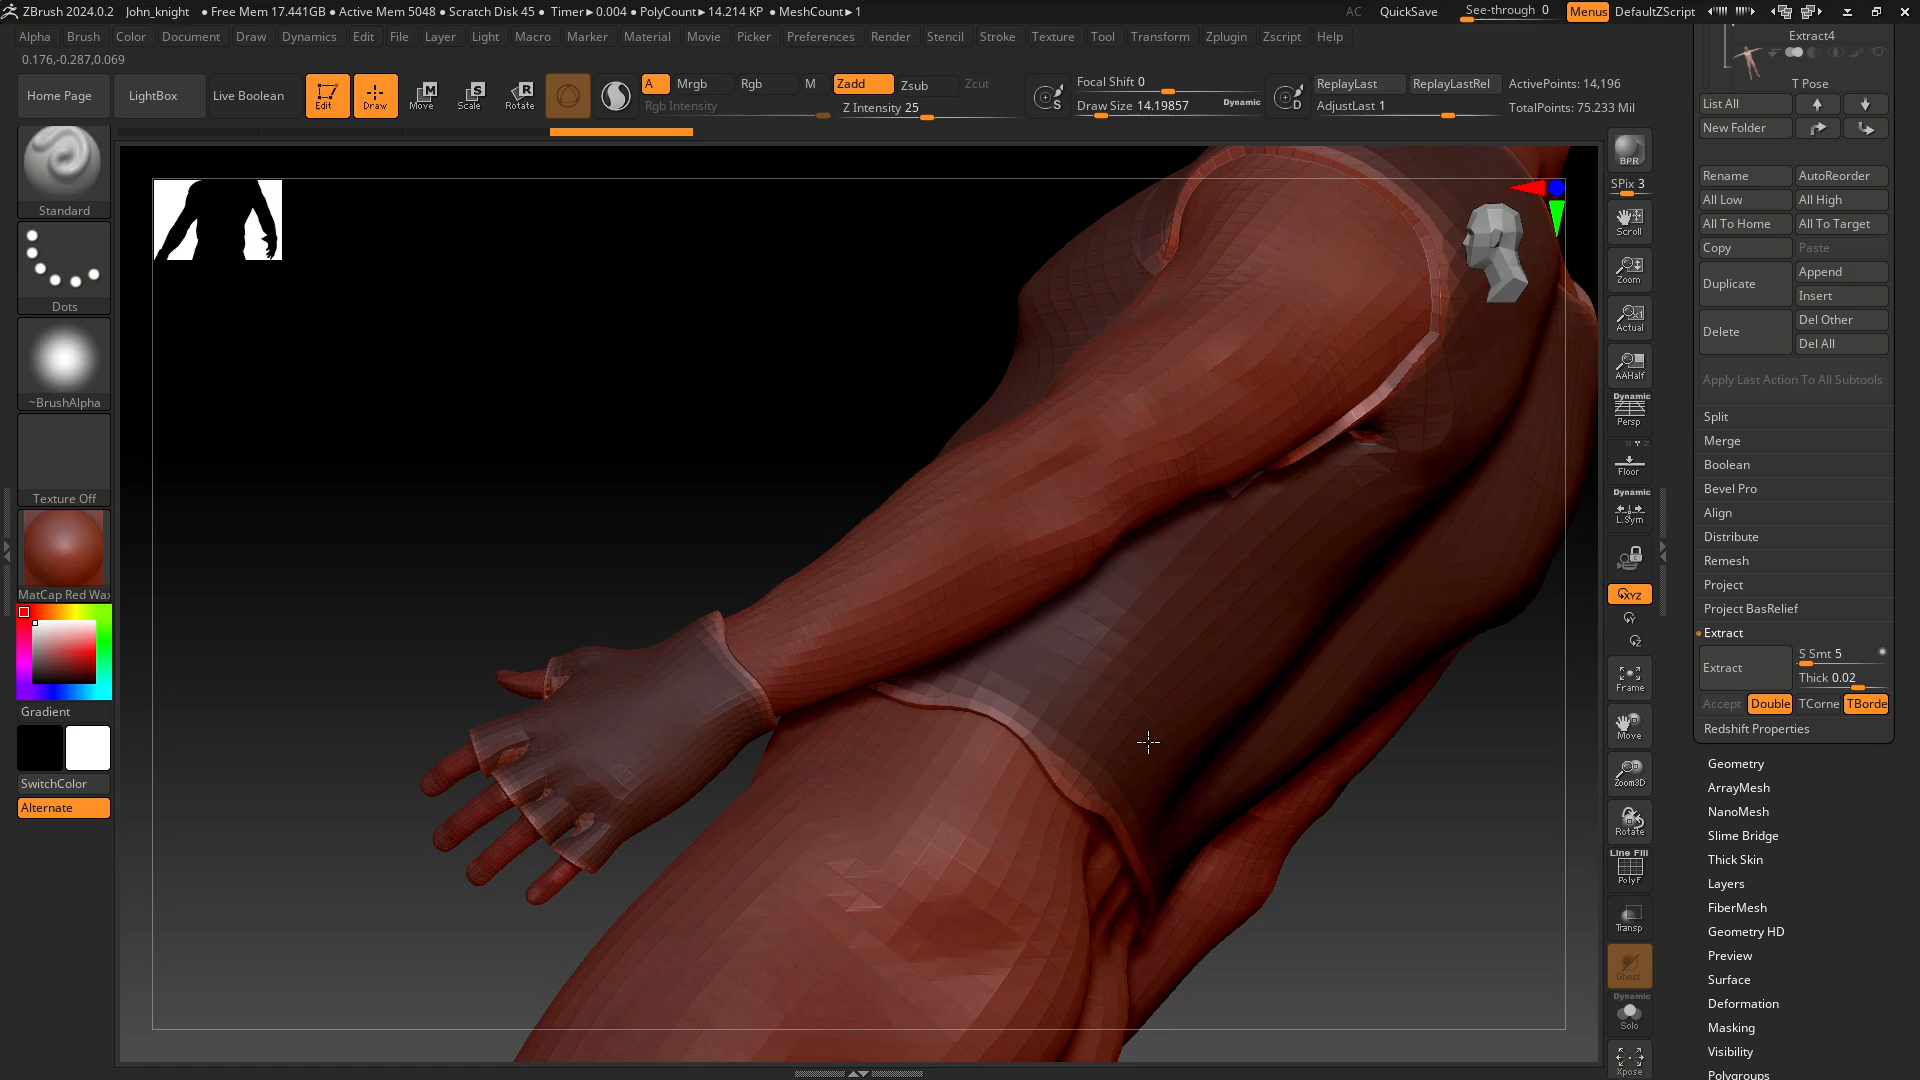 ZBrush 2024.0.2 John_knight ● Free Mem 17.441GB ● Active Mem 5048 ● Scratch Disk 45 ● Timer►0.004 ● PolyCount►14.214 KP ● MeshCount►1 AC QuickSave See-through 0 Menus DefaultZScript
Alpha Brush Color Document Draw Dynamics Edit File Layer Light Macro Marker Material Movie Picker Preferences Render Stencil Stroke Texture Tool Transform Zplugin Zscript Help
0.176,-0.287,0.069
Home Page LightBox Live Boolean Edit Draw Move Scale Rotate
A Mrgb Rgb M Zadd Zsub Zcut
Rgb Intensity Z Intensity 25
S Focal Shift 0
Draw Size 14.19857 Dynamic
D ReplayLast ReplayLastRel ActivePoints: 14,196
AdjustLast 1 TotalPoints: 75.233 Mil
Standard
Dots
~BrushAlpha
Texture Off
MatCap Red Wax
Gradient
SwitchColor
Alternate
BPR
SPix 3
Scroll
Zoom
Actual
AAHalf
Dynamic
Persp
Floor
Dynamic
L.Sym
XYZ
Y
Z
Frame
Move
Zoom3D
Rotate
Line Fill
PolyF
Transp
Ghost
Dynamic
Solo
Xpose
Extract4
T Pose
List All
New Folder
Rename AutoReorder
All Low All High
All To Home All To Target
Copy Paste
Duplicate Append
Insert
Delete Del Other
Del All
Apply Last Action To All Subtools
Split
Merge
Boolean
Bevel Pro
Align
Distribute
Remesh
Project
Project BasRelief
Extract
Extract S Smt 5
Thick 0.02
Accept Double TCorne TBorde
Redshift Properties
Geometry
ArrayMesh
NanoMesh
Slime Bridge
Thick Skin
Layers
FiberMesh
Geometry HD
Preview
Surface
Deformation
Masking
Visibility
Polygroups